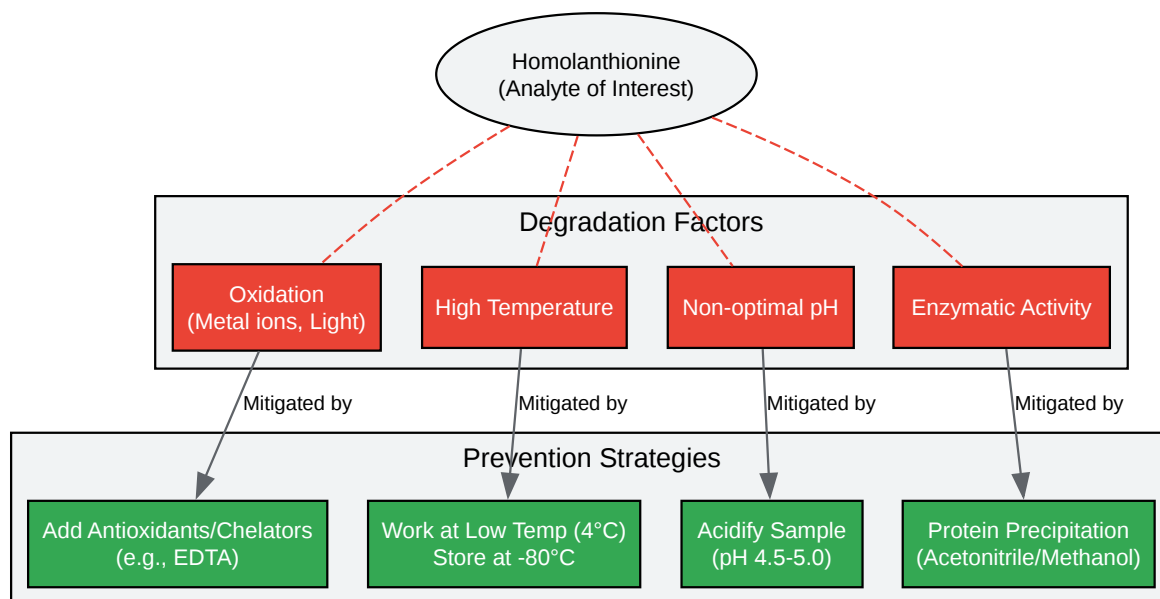 Homolanthionine
(Analyte of Interest)
Degradation Factors
Oxidation
(Metal ions, Light)
High Temperature
Non-optimal pH
Enzymatic Activity
Mitigated by
Mitigated by
Mitigated by
Mitigated by
Prevention Strategies
Add Antioxidants/Chelators
(e.g., EDTA)
Work at Low Temp (4°C)
Store at -80°C
Acidify Sample
(pH 4.5-5.0)
Protein Precipitation
(Acetonitrile/Methanol)